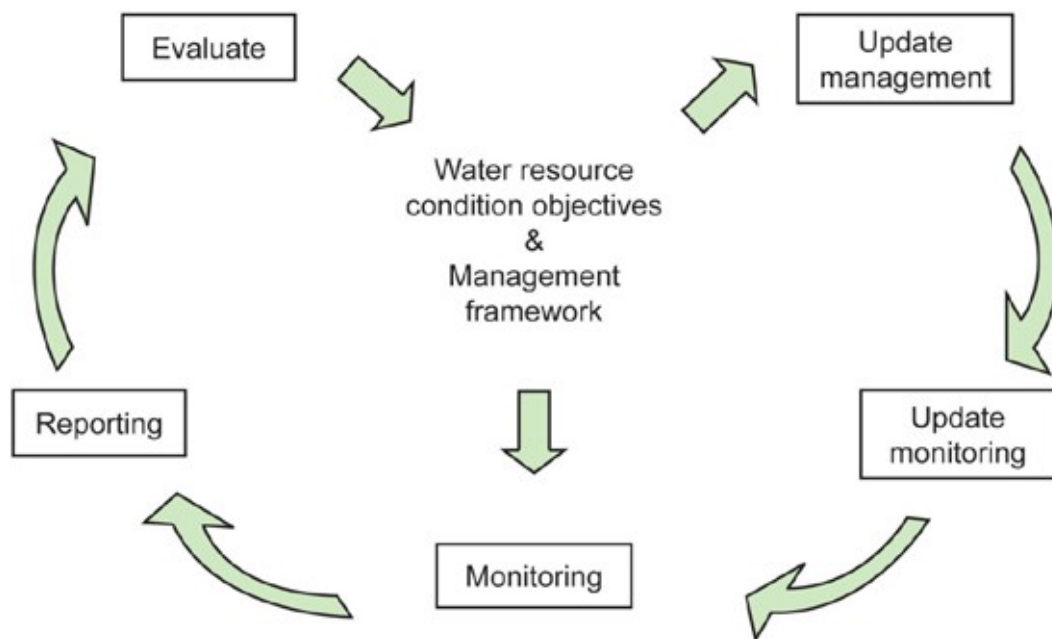 Evaluate
Update
management
Water resource
condition objectives
&
Management
framework
Reporting
Update
monitoring
Monitoring